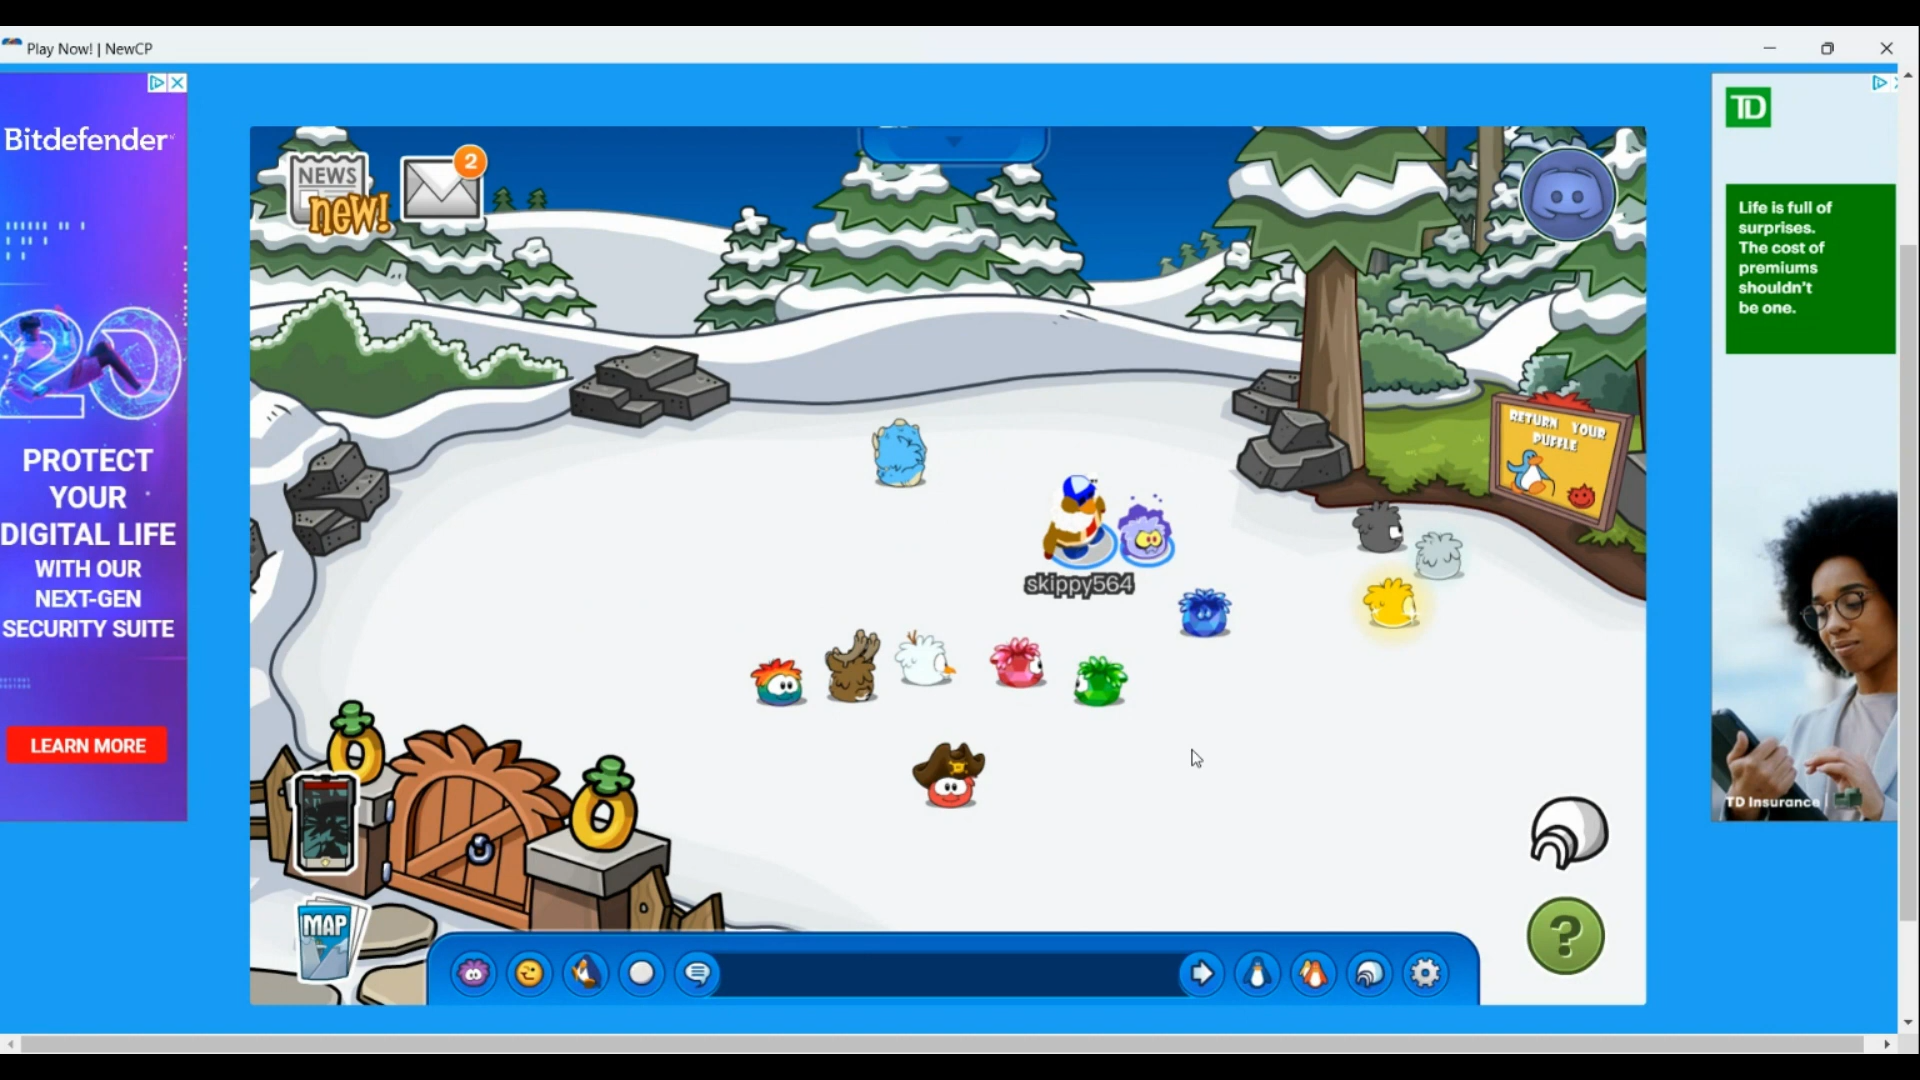 Play Now! | NewCP
Bitdefender
20
PROTECT
YOUR
DIGITAL LIFE
WITH OUR
NEXT-GEN
SECURITY SUITE
LEARN MORE
NEWS
new!
2
RETURN YOUR
PUFFLE
skippy564
MAP
?
TD
Life is full of
surprises.
The cost of
premiums
shouldn't
be one.
TD Insurance